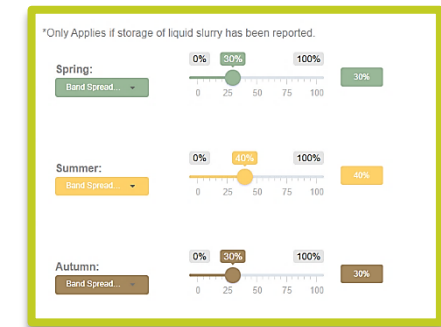 *Only Applies if storage of liquid slurry has been reported.
Spring:
Band Spread...
0% 30% 100%
0 25 50 75 100
30%
Summer:
Band Spread...
0% 40% 100%
0 25 50 75 100
40%
Autumn:
Band Spread...
0% 30% 100%
0 25 50 75 100
30%